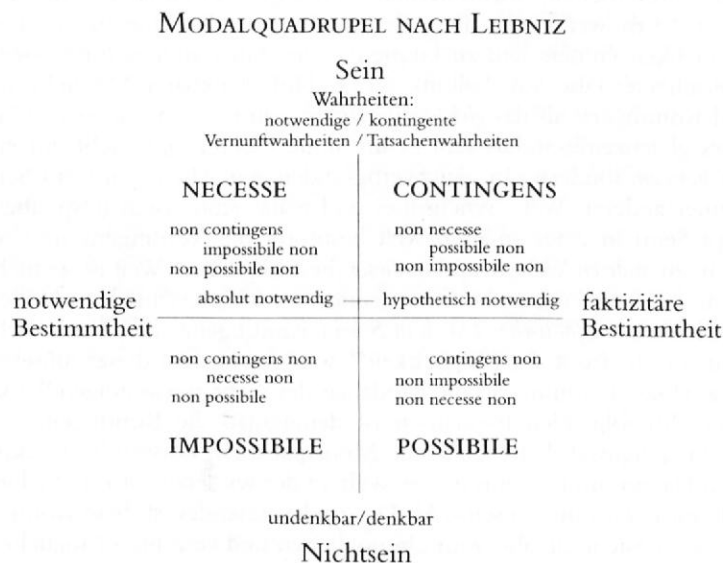 MODALQUADRUPEL NACH LEIBNIZ
Sein
Wahrheiten:
notwendige / kontingente
Vernunftwahrheiten / Tatsachenwahrheiten
NECESSE
CONTINGENS
non contingens
impossibile non
non possibile non
non necesse
possibile non
non impossibile non
notwendige
Bestimmtheit
absolut notwendig
hypothetisch notwendig
faktizitäre
Bestimmtheit
non contingens non
necesse non
non possibile
contingens non
non impossibile
non necesse non
IMPOSSIBILE
POSSIBILE
undenkbar/denkbar
Nichtsein